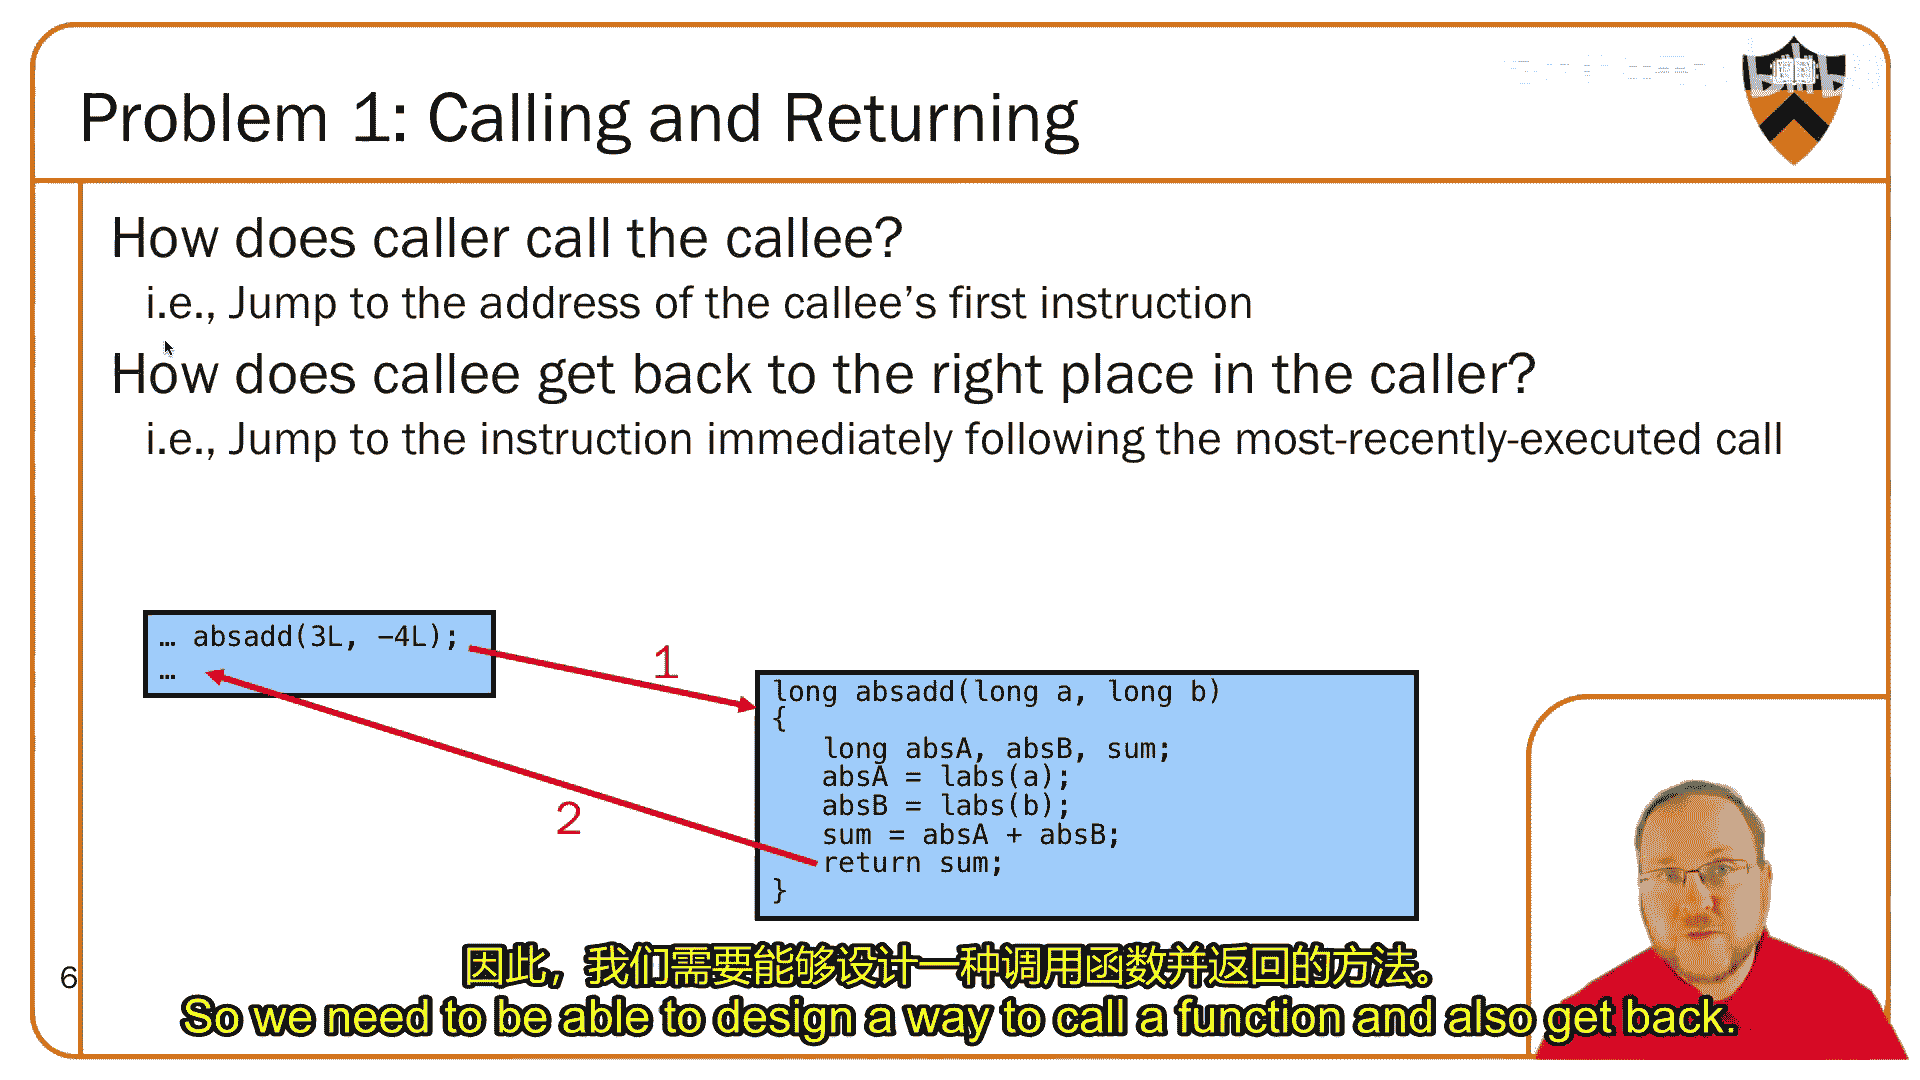 Problem 1: Calling and Returning
How does caller call the callee?
i.e., Jump to the address of the callee’s first instruction
How does callee get back to the right place in the caller?
i.e., Jump to the instruction immediately following the most-recently-executed call
… absadd(3L, −4L);
…
1
2
long absadd(long a, long b)
{
long absA, absB, sum;
absA = labs(a);
absB = labs(b);
sum = absA + absB;
return sum;
}
6
因此，我们需要能够设计一种调用函数并返回的方法。
So we need to be able to design a way to call a function and also get back.